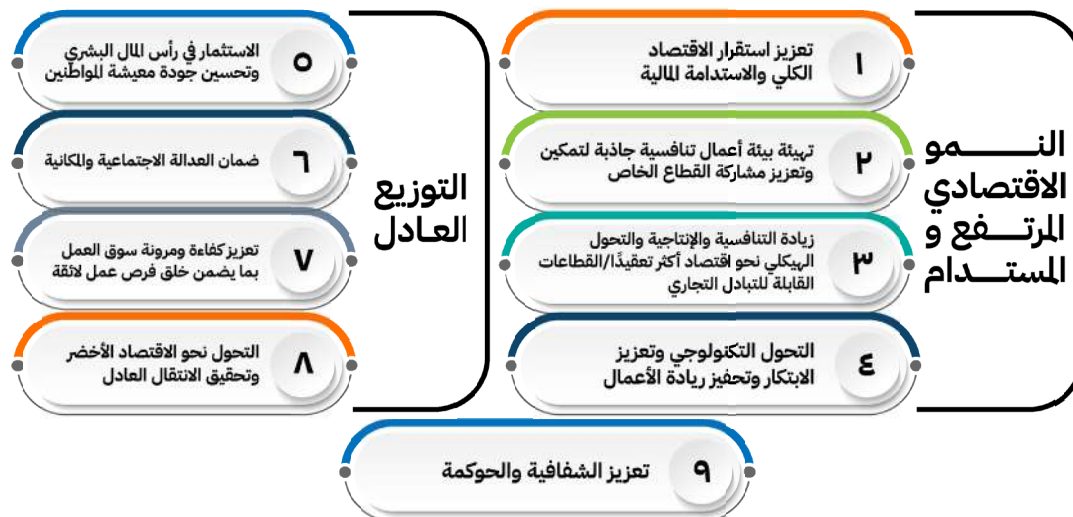 النمو
الاقتصادي
المرتفع و
المستدام
١
تعزيز استقرار الاقتصاد
الكلي والاستدامة المالية
٢
تهيئة بيئة أعمال تنافسية جاذبة لتمكين
وتعزيز مشاركة القطاع الخاص
٣
زيادة التنافسية والإنتاجية والتحول
الهيكلي نحو اقتصاد أكثر تعقيدًا/القطاعات
القابلة للتبادل التجاري
٤
التحول التكنولوجي وتعزيز
الابتكار وتحفيز ريادة الأعمال
التوزيع
العادل
٥
الاستثمار في رأس المال البشري
وتحسين جودة معيشة المواطنين
٦
ضمان العدالة الاجتماعية والمكانية
٧
تعزيز كفاءة ومرونة سوق العمل
بما يضمن خلق فرص عمل لائقة
٨
التحول نحو الاقتصاد الأخضر
وتحقيق الانتقال العادل
٩
تعزيز الشفافية والحوكمة